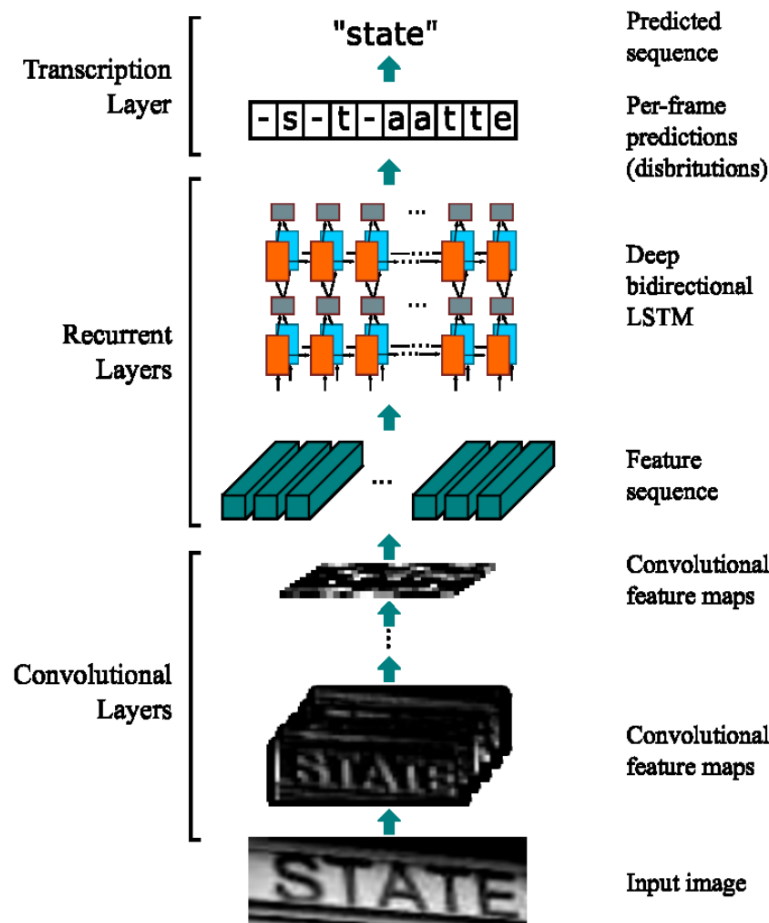 "state"
Predicted
sequence
Transcription
Layer
- s - t - a a t t e
Per-frame
predictions
(disbritutions)
...
...
...
Deep
bidirectional
LSTM
...
...
Recurrent
Layers
...
Feature
sequence
Convolutional
feature maps
Convolutional
Layers
STATE
Convolutional
feature maps
STATE
Input image